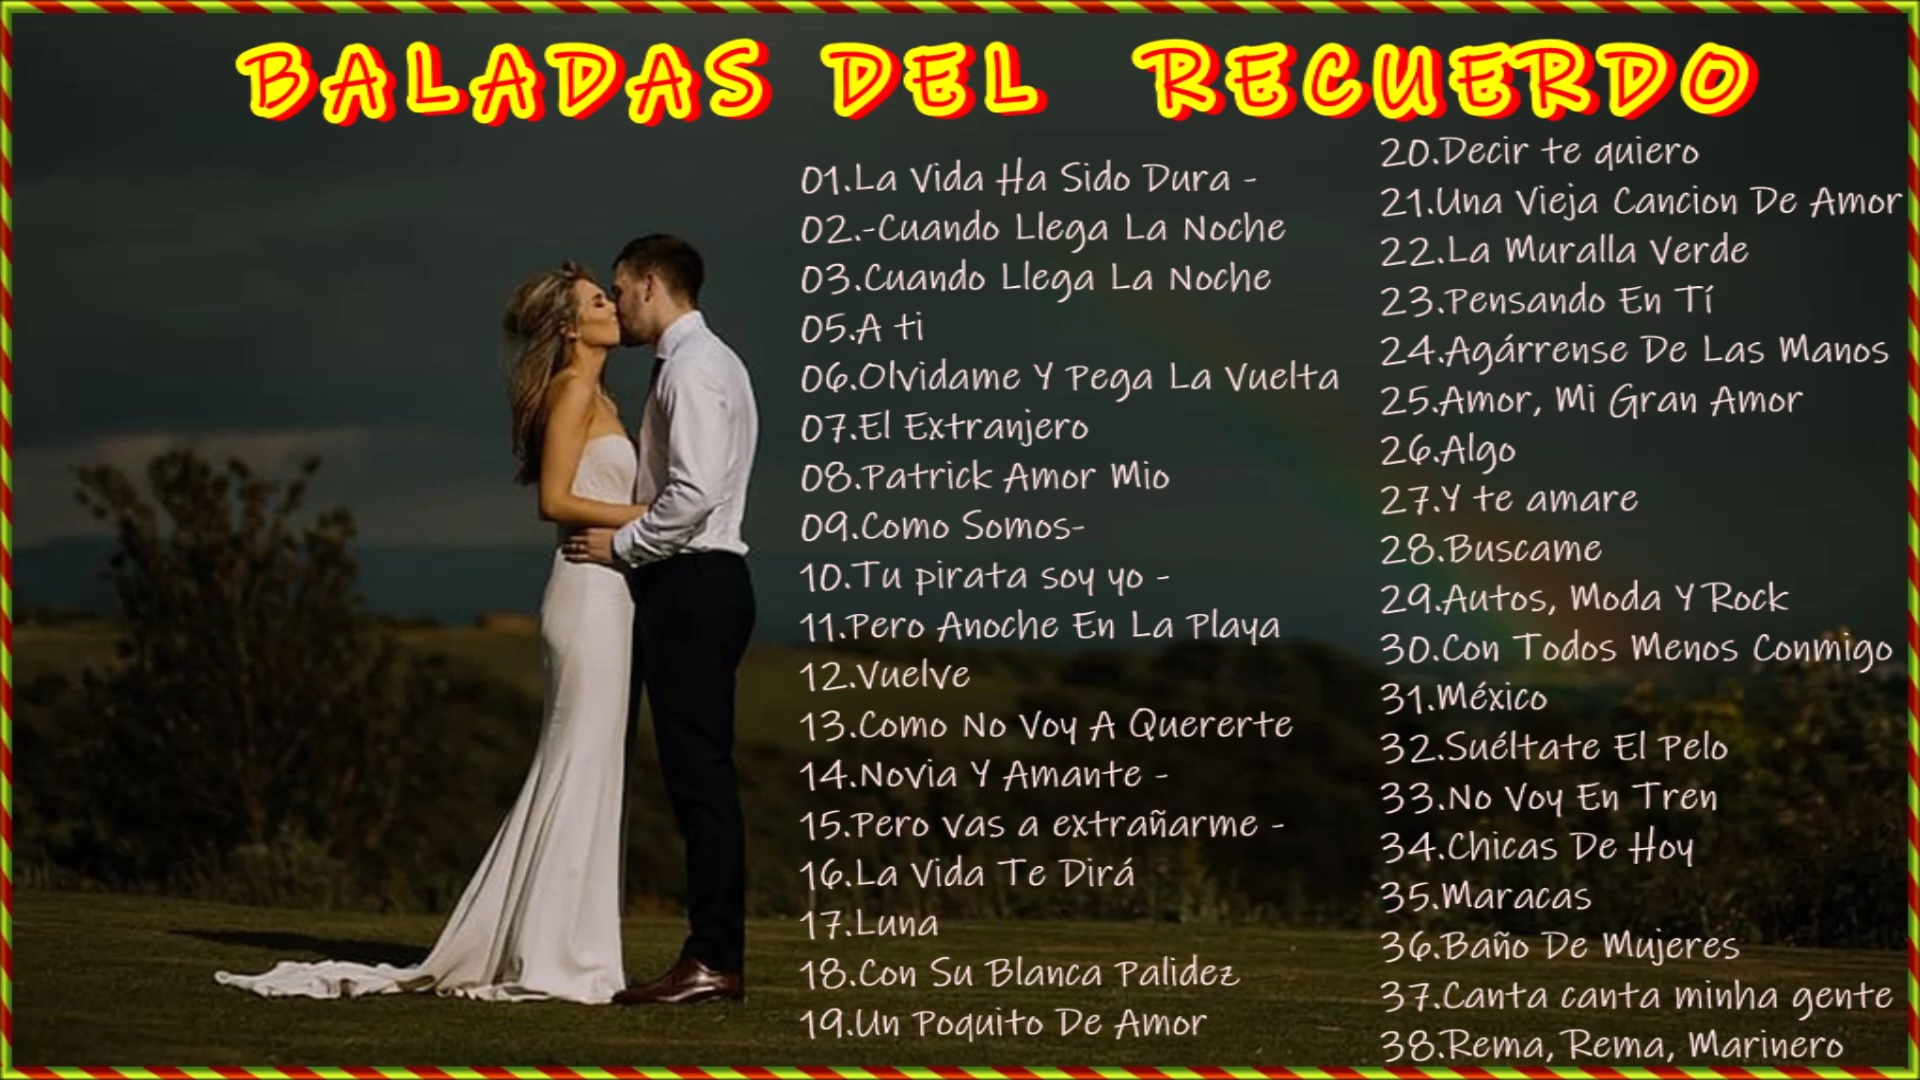 BALADAS DEL RECUERDO
01.La Vida Ha Sido Dura -
02.-Cuando Llega La Noche
03.Cuando Llega La Noche
05.A ti
06.Olvidame Y Pega La Vuelta
07.El Extranjero
08.Patrick Amor Mio
09.Como Somos-
10.Tu pirata soy yo -
11.Pero Anoche En La Playa
12.Vuelve
13.Como No Voy A Quererte
14.Novia Y Amante -
15.Pero vas a extrañarme -
16.La Vida Te Dirá
17.Luna
18.Con Su Blanca Palidez
19.Un Poquito De Amor
20.Decir te quiero
21.Una Vieja Cancion De Amor
22.La Muralla Verde
23.Pensando En Tí
24.Agárrense De Las Manos
25.Amor, Mi Gran Amor
26.Algo
27.Y te amare
28.Buscame
29.Autos, Moda Y Rock
30.Con Todos Menos Conmigo
31.México
32.Suéltate El Pelo
33.No Voy En Tren
34.Chicas De Hoy
35.Maracas
36.Baño De Mujeres
37.Canta canta minha gente
38.Rema, Rema, Marinero